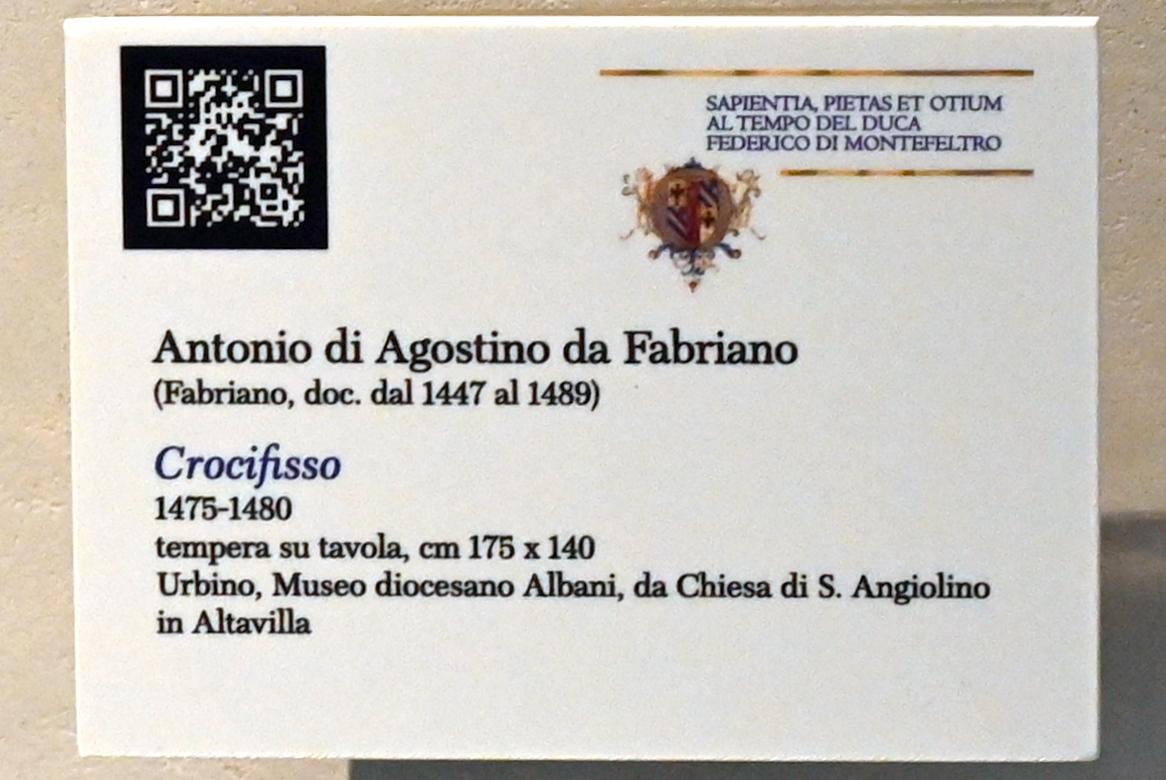 SAPIENTIA, PIETAS ET OTIUM
AL TEMPO DEL DUCA
FEDERICO DI MONTEFELTRO
Antonio di Agostino da Fabriano
(Fabriano, doc. dal 1447 al 1489)
Crocifisso
1475-1480
tempera su tavola, cm 175 x 140
Urbino, Museo diocesano Albani, da Chiesa di S. Angiolino
in Altavilla